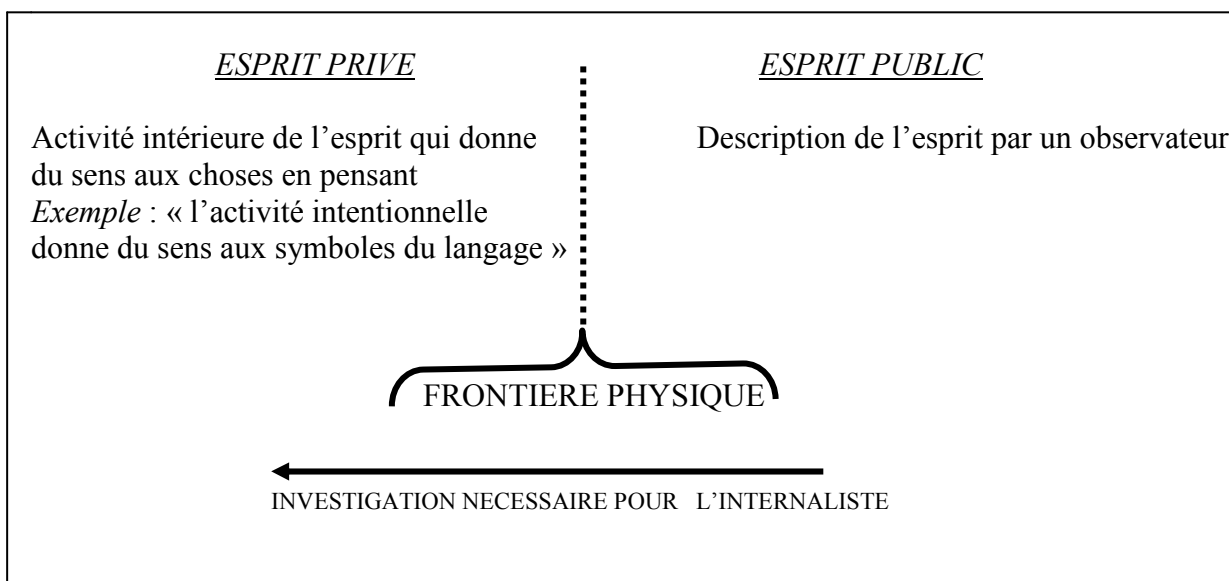 ESPRIT PRIVE
ESPRIT PUBLIC
Activité intérieure de l’esprit qui donne
du sens aux choses en pensant
Exemple : « l’activité intentionnelle
donne du sens aux symboles du langage »
Description de l’esprit par un observateur
FRONTIERE PHYSIQUE
INVESTIGATION NECESSAIRE POUR L’INTERNALISTE